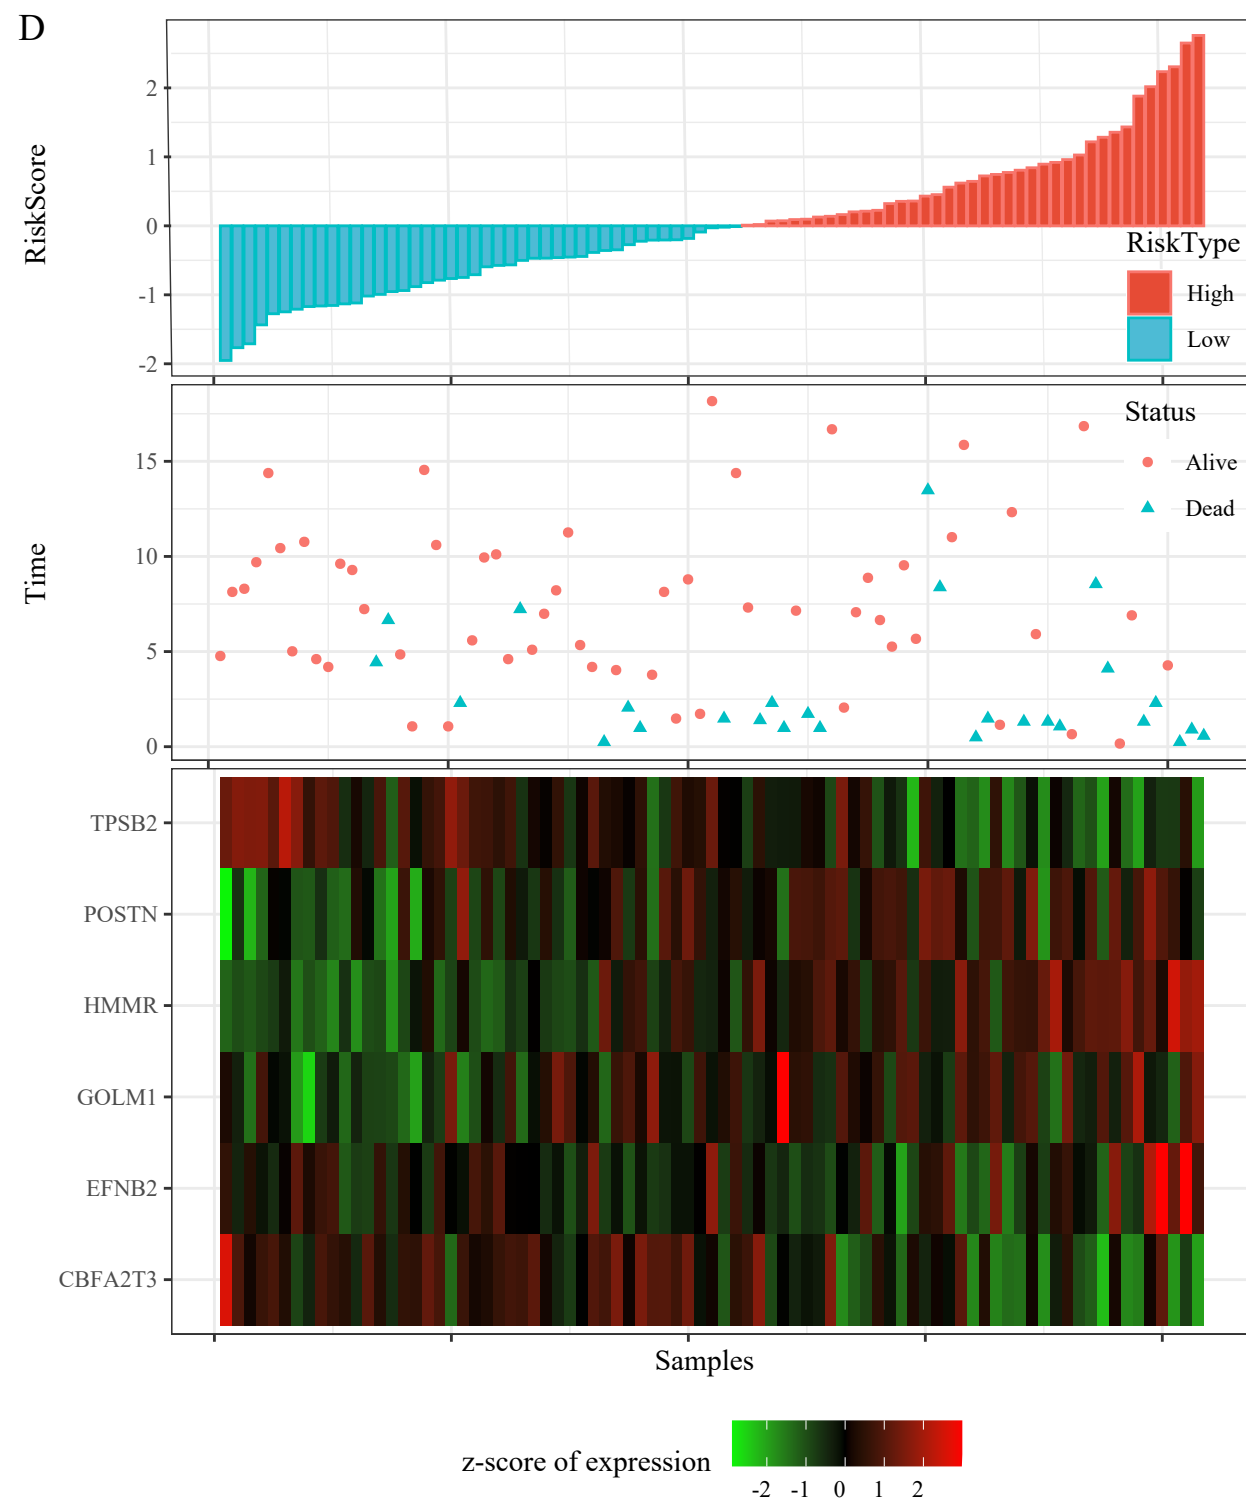 D
RiskScore
2
1
0
-1
-2
RiskType
High
Low
Time
15
10
5
0
Status
Alive
Dead
TPSB2
POSTN
HMMR
GOLM1
EFNB2
CBFA2T3
Samples
z-score of expression
-2 -1 0 1 2